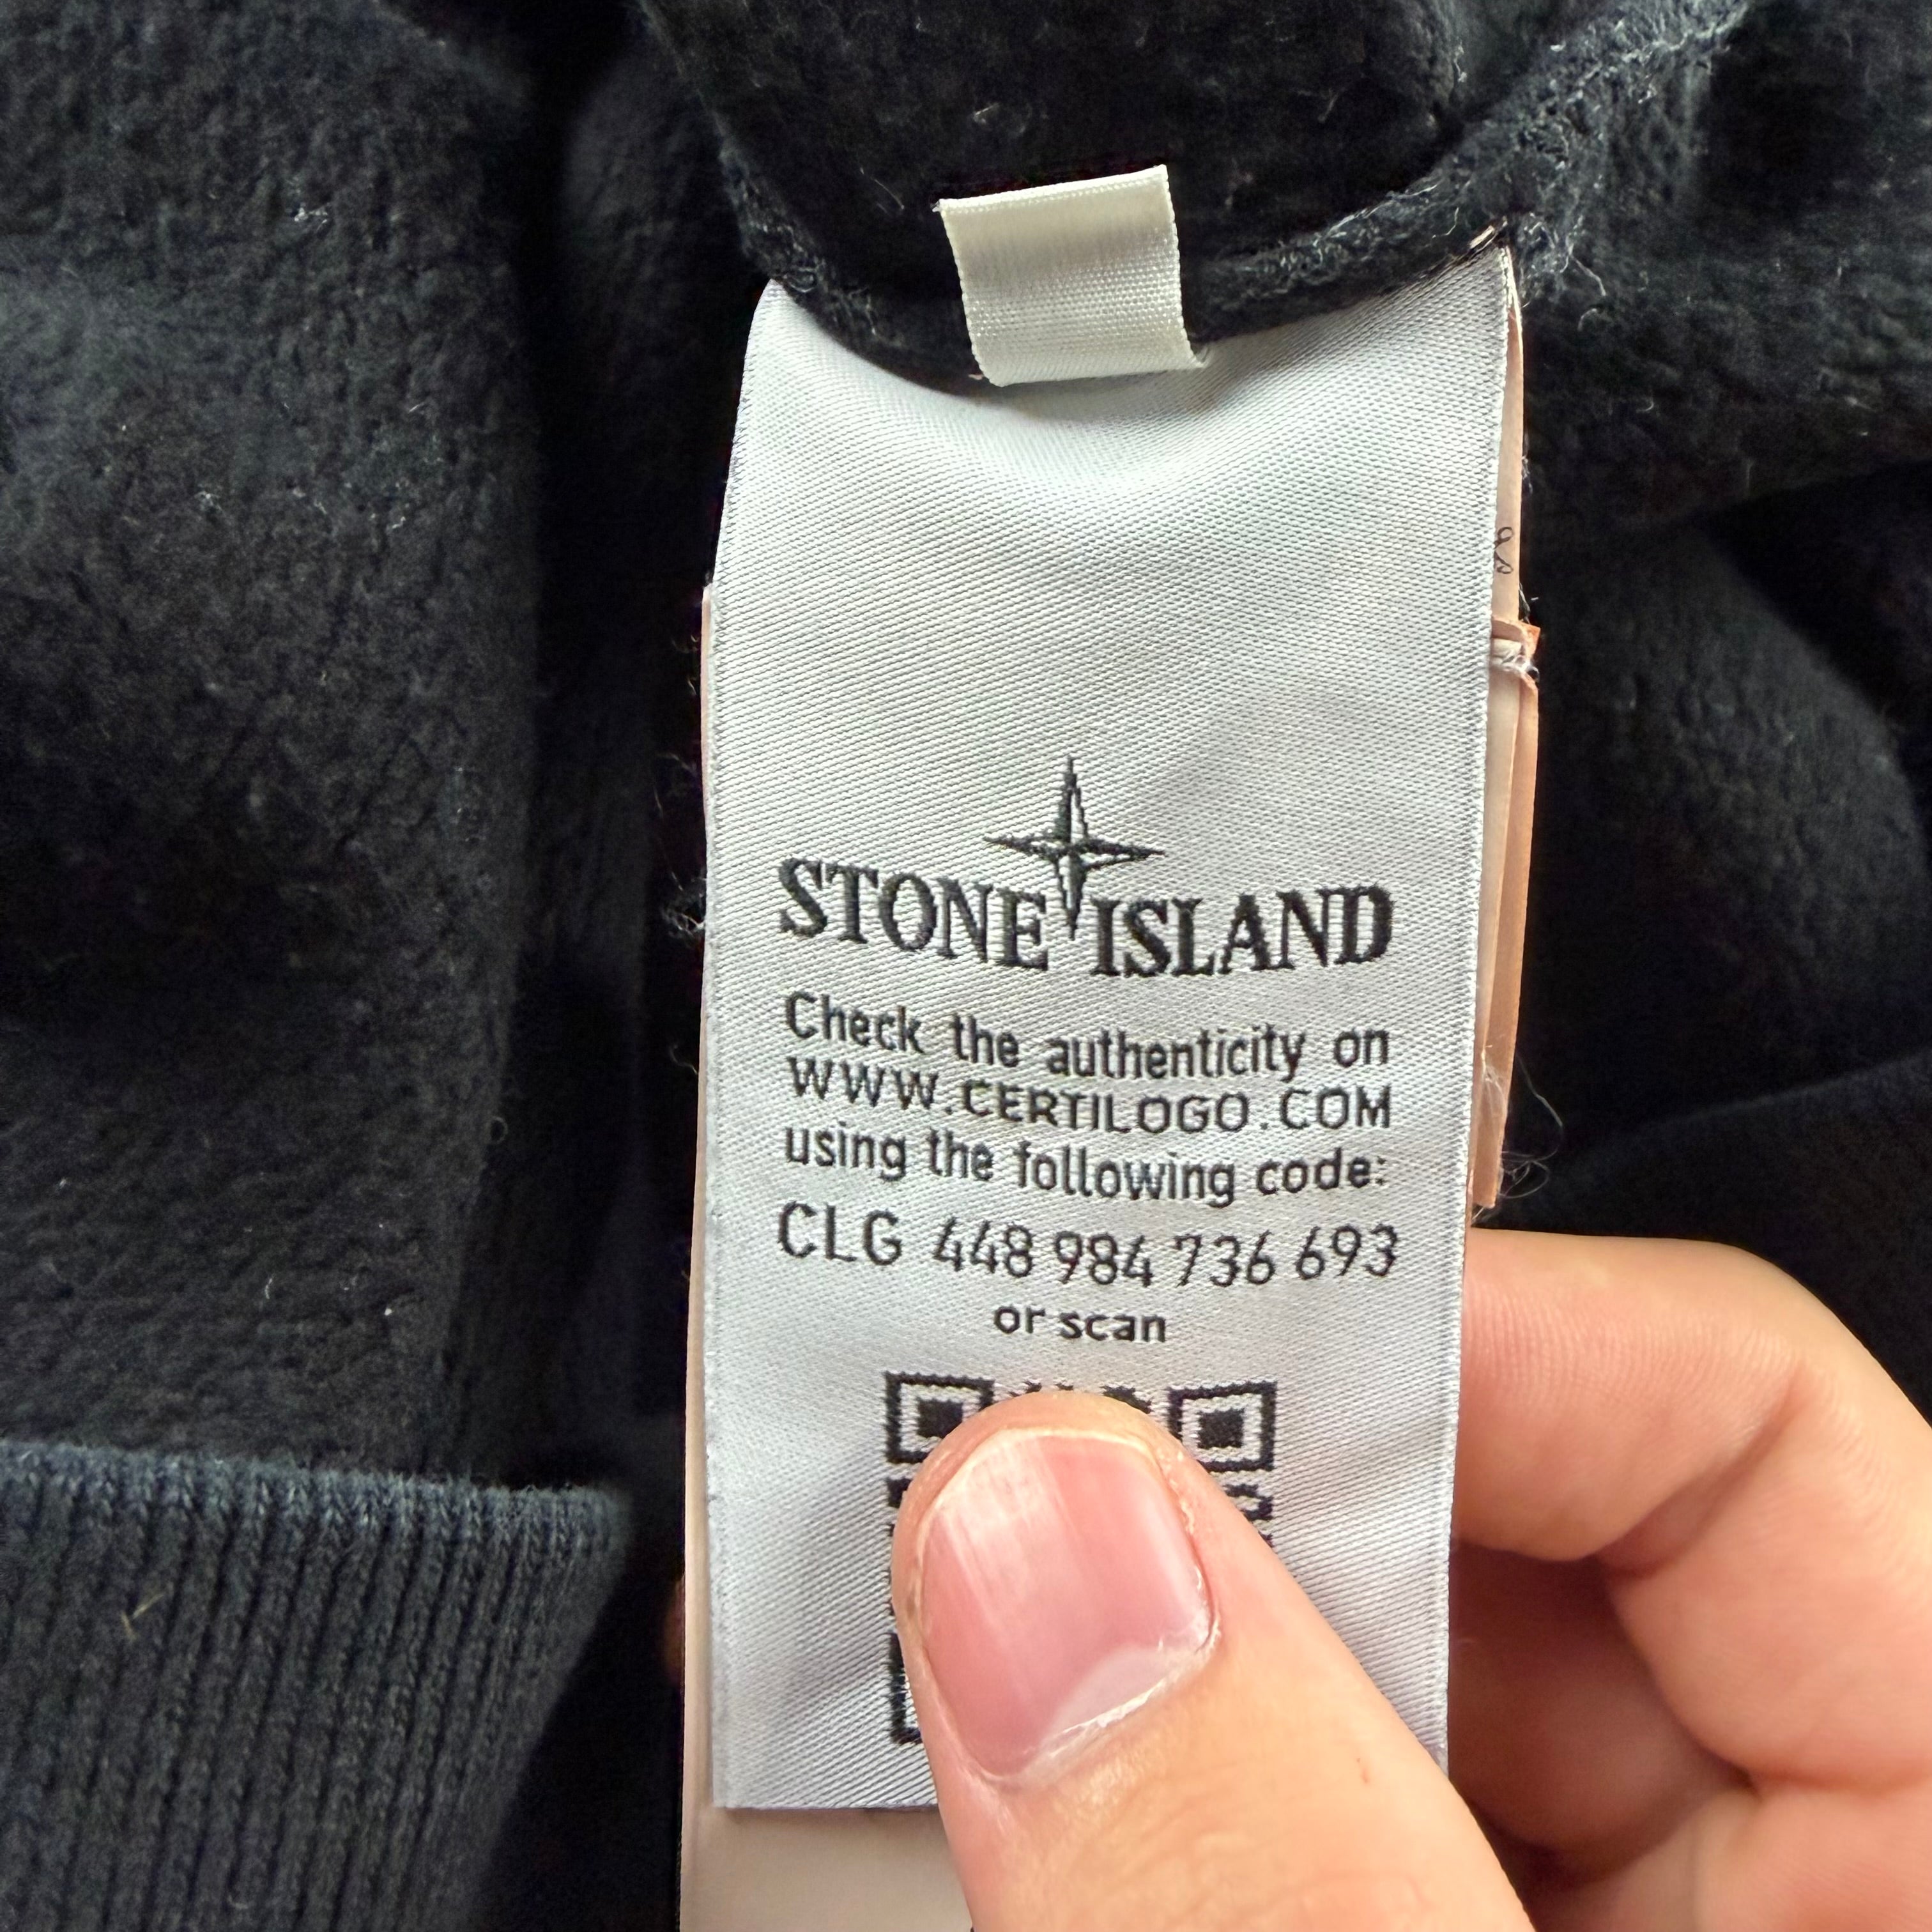 STONE ISLAND
Check the authenticity on
WWW.CERTILOGO.COM
using the following code:
CLG 448 984 736 693
or scan